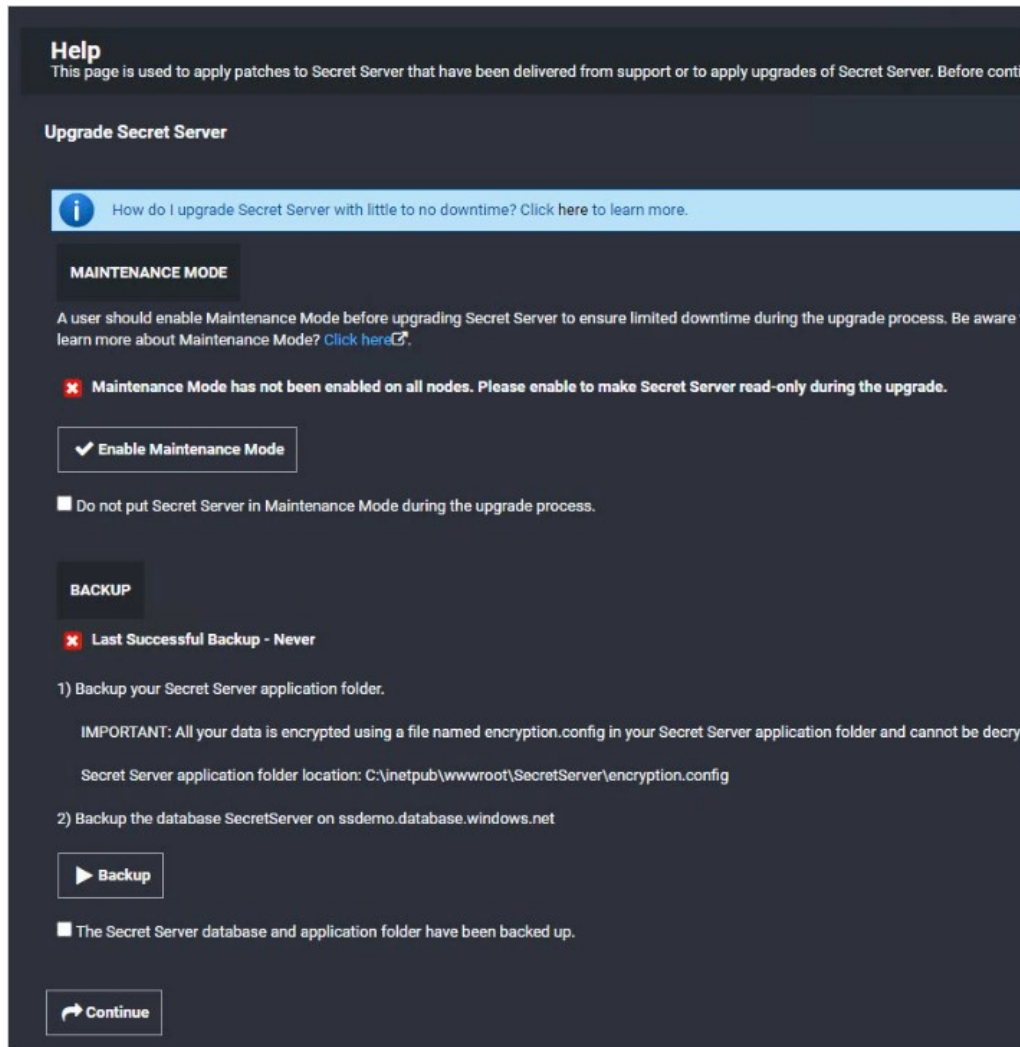 Help
This page is used to apply patches to Secret Server that have been delivered from support or to apply upgrades of Secret Server. Before conti
Upgrade Secret Server
How do I upgrade Secret Server with little to no downtime? Click here to learn more.
MAINTENANCE MODE
A user should enable Maintenance Mode before upgrading Secret Server to ensure limited downtime during the upgrade process. Be aware
learn more about Maintenance Mode? Click here.
Maintenance Mode has not been enabled on all nodes. Please enable to make Secret Server read-only during the upgrade.
Enable Maintenance Mode
Do not put Secret Server in Maintenance Mode during the upgrade process.
BACKUP
Last Successful Backup - Never
1) Backup your Secret Server application folder.
IMPORTANT: All your data is encrypted using a file named encryption.config in your Secret Server application folder and cannot be decry
Secret Server application folder location: C:\inetpub\wwwroot\SecretServer\encryption.config
2) Backup the database SecretServer on ssdemo.database.windows.net
Backup
The Secret Server database and application folder have been backed up.
Continue